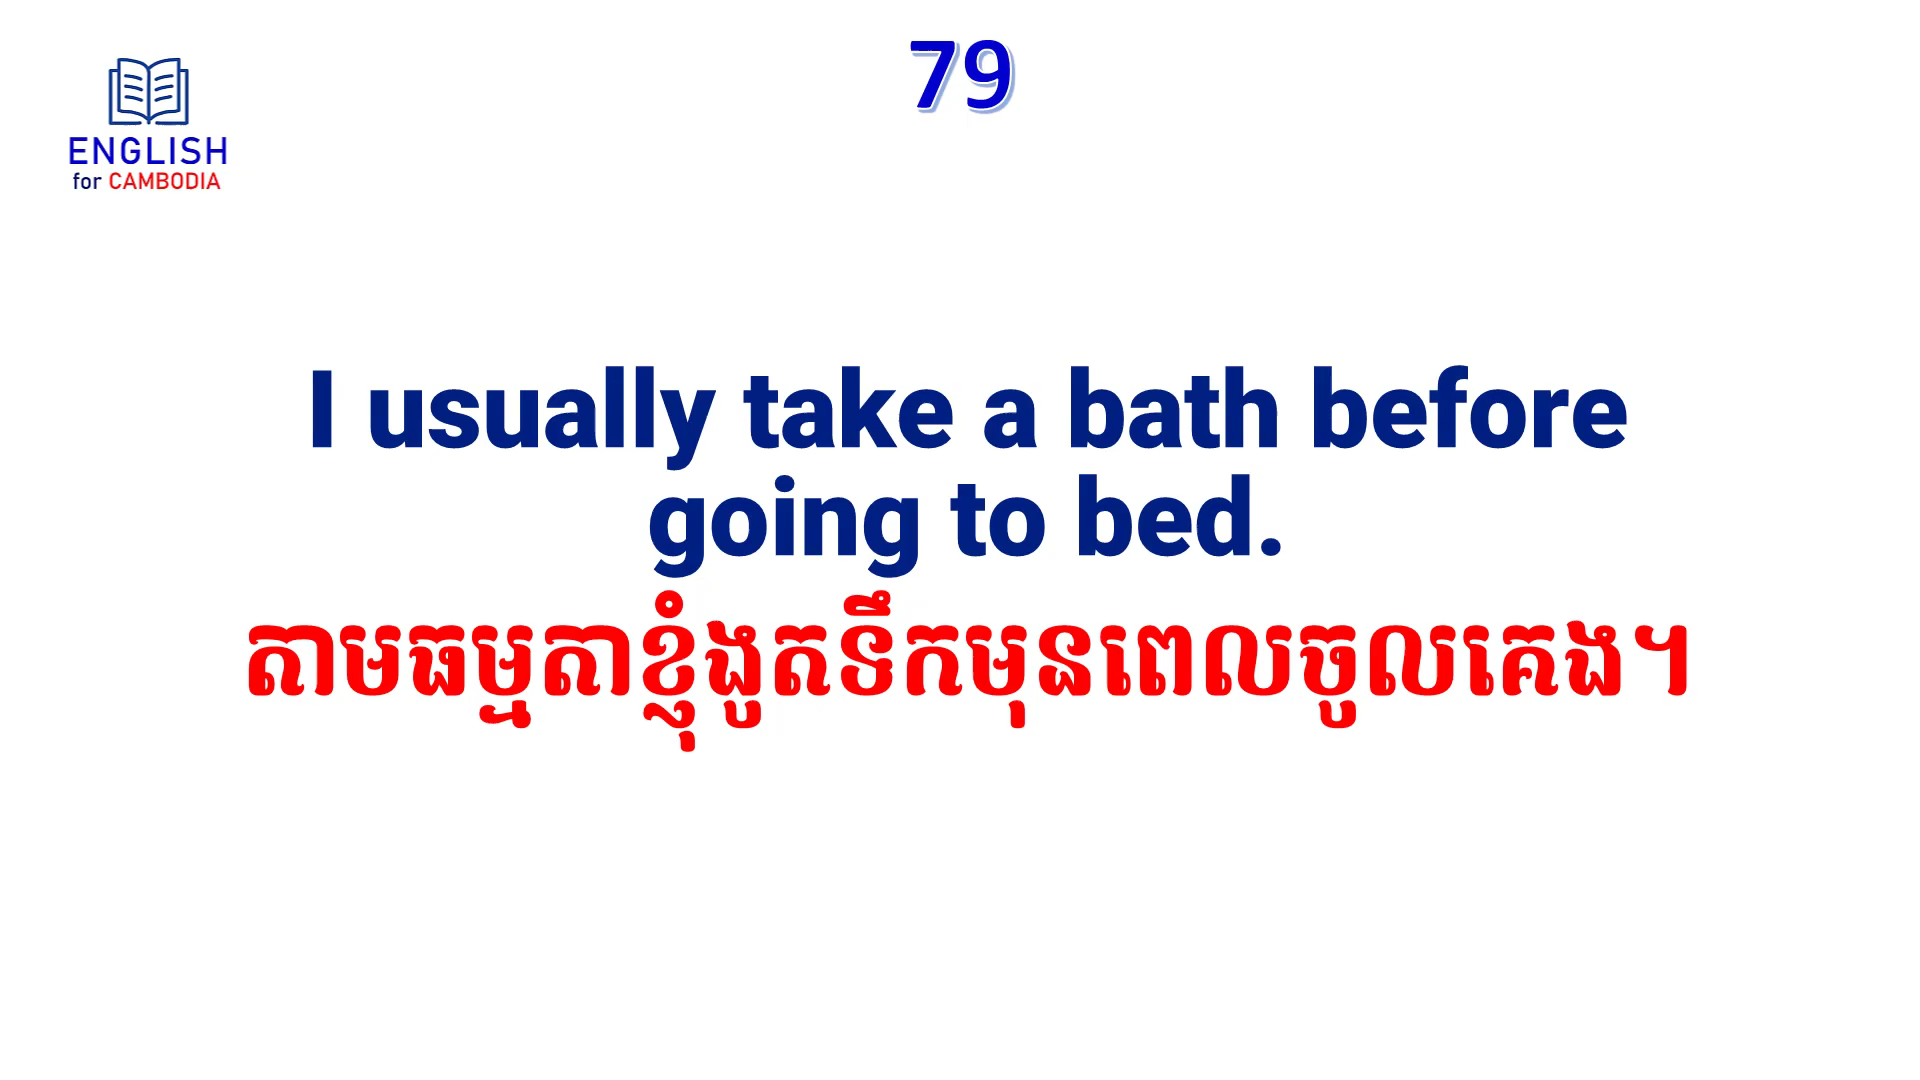 79
ENGLISH
for CAMBODIA
I usually take a bath before
going to bed.
តាមធម្មតាខ្ញុំងូតទឹកមុនពេលចូលគេង។